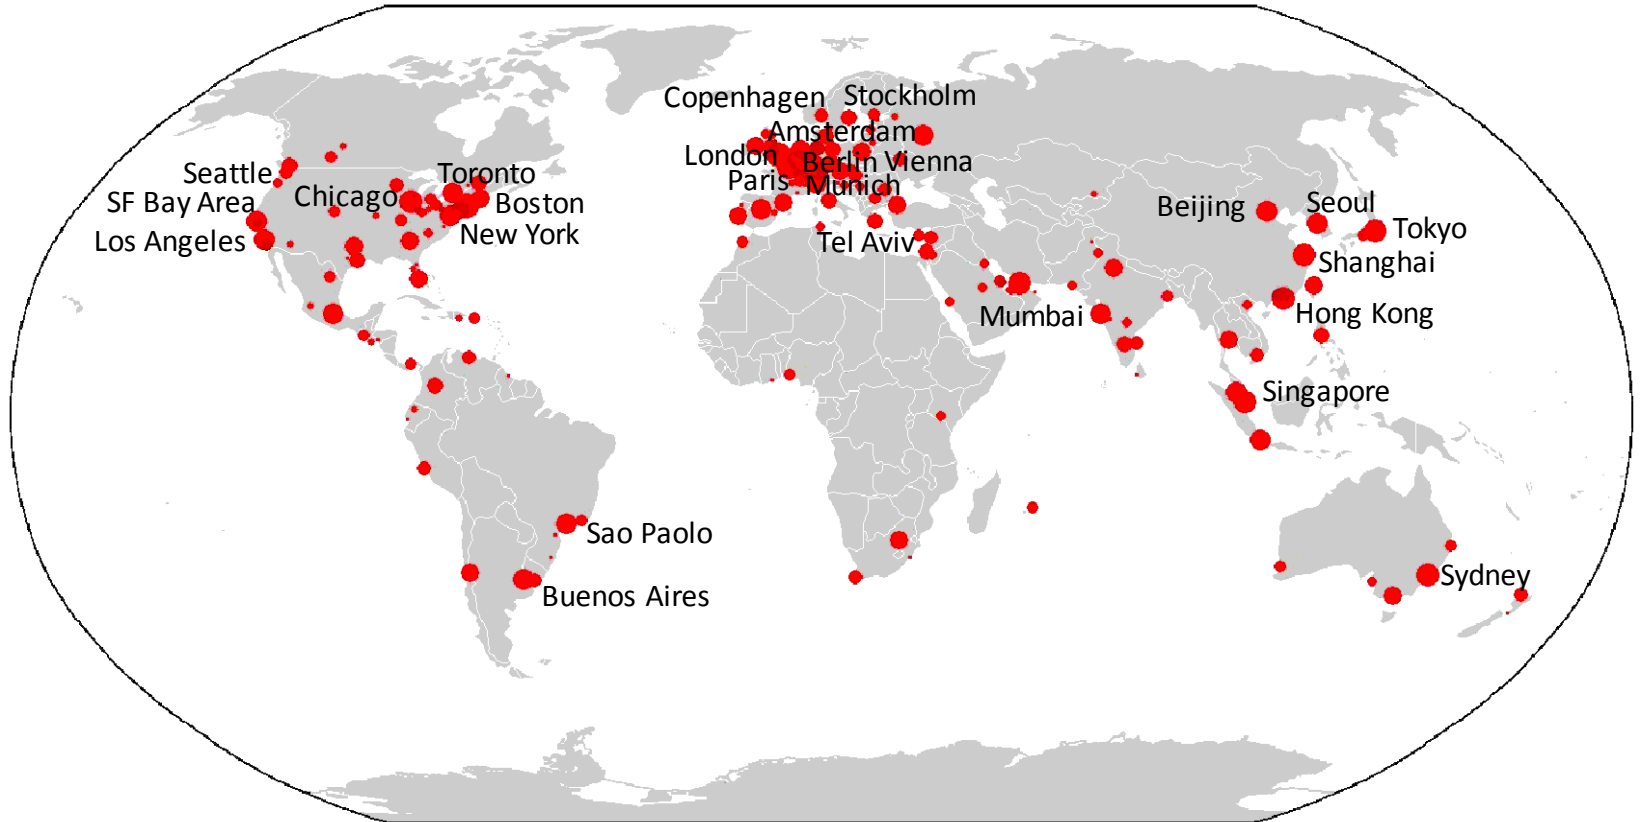 Copenhagen
Stockholm
Amsterdam
London
Berlin
Vienna
Paris
Munich
Seattle
Toronto
Chicago
SF Bay Area
Boston
Los Angeles
New York
Tel Aviv
Beijing
Seoul
Tokyo
Shanghai
Mumbai
Hong Kong
Singapore
Sao Paolo
Buenos Aires
Sydney